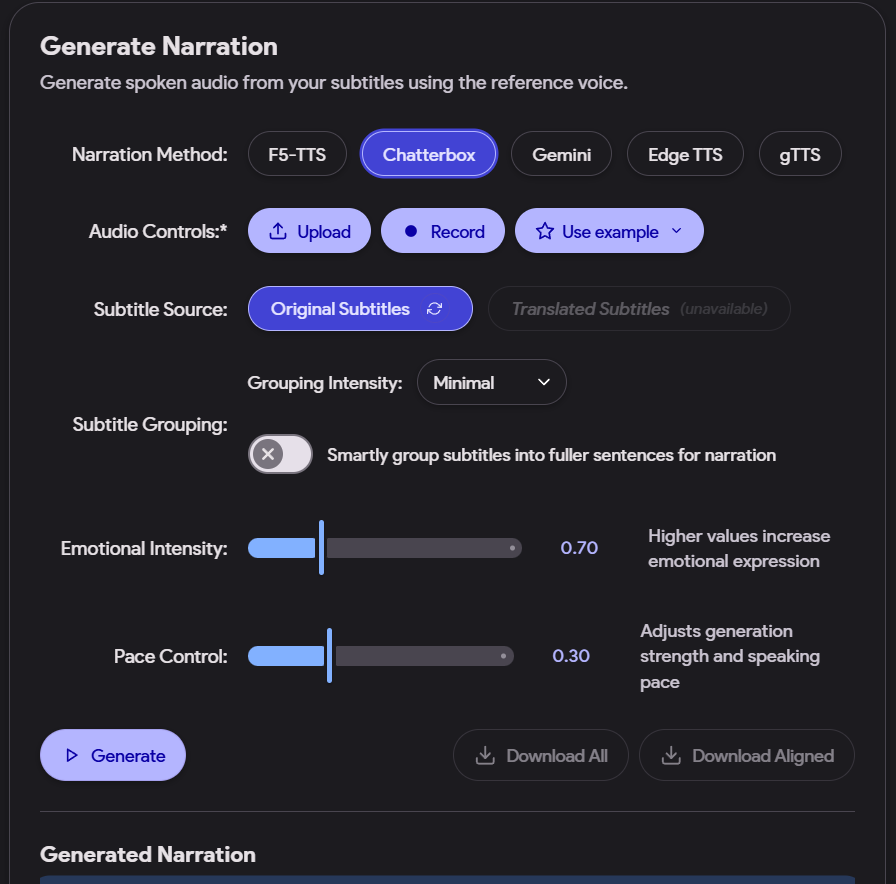 Generate Narration
Generate spoken audio from your subtitles using the reference voice.
Narration Method: F5-TTS Chatterbox Gemini Edge TTS gTTS
Audio Controls:* Upload Record Use example
Subtitle Source: Original Subtitles Translated Subtitles (unavailable)
Grouping Intensity: Minimal
Subtitle Grouping:
Smartly group subtitles into fuller sentences for narration
Emotional Intensity: 0.70
Higher values increase
emotional expression
Pace Control: 0.30
Adjusts generation
strength and speaking
pace
Generate Download All Download Aligned
Generated Narration